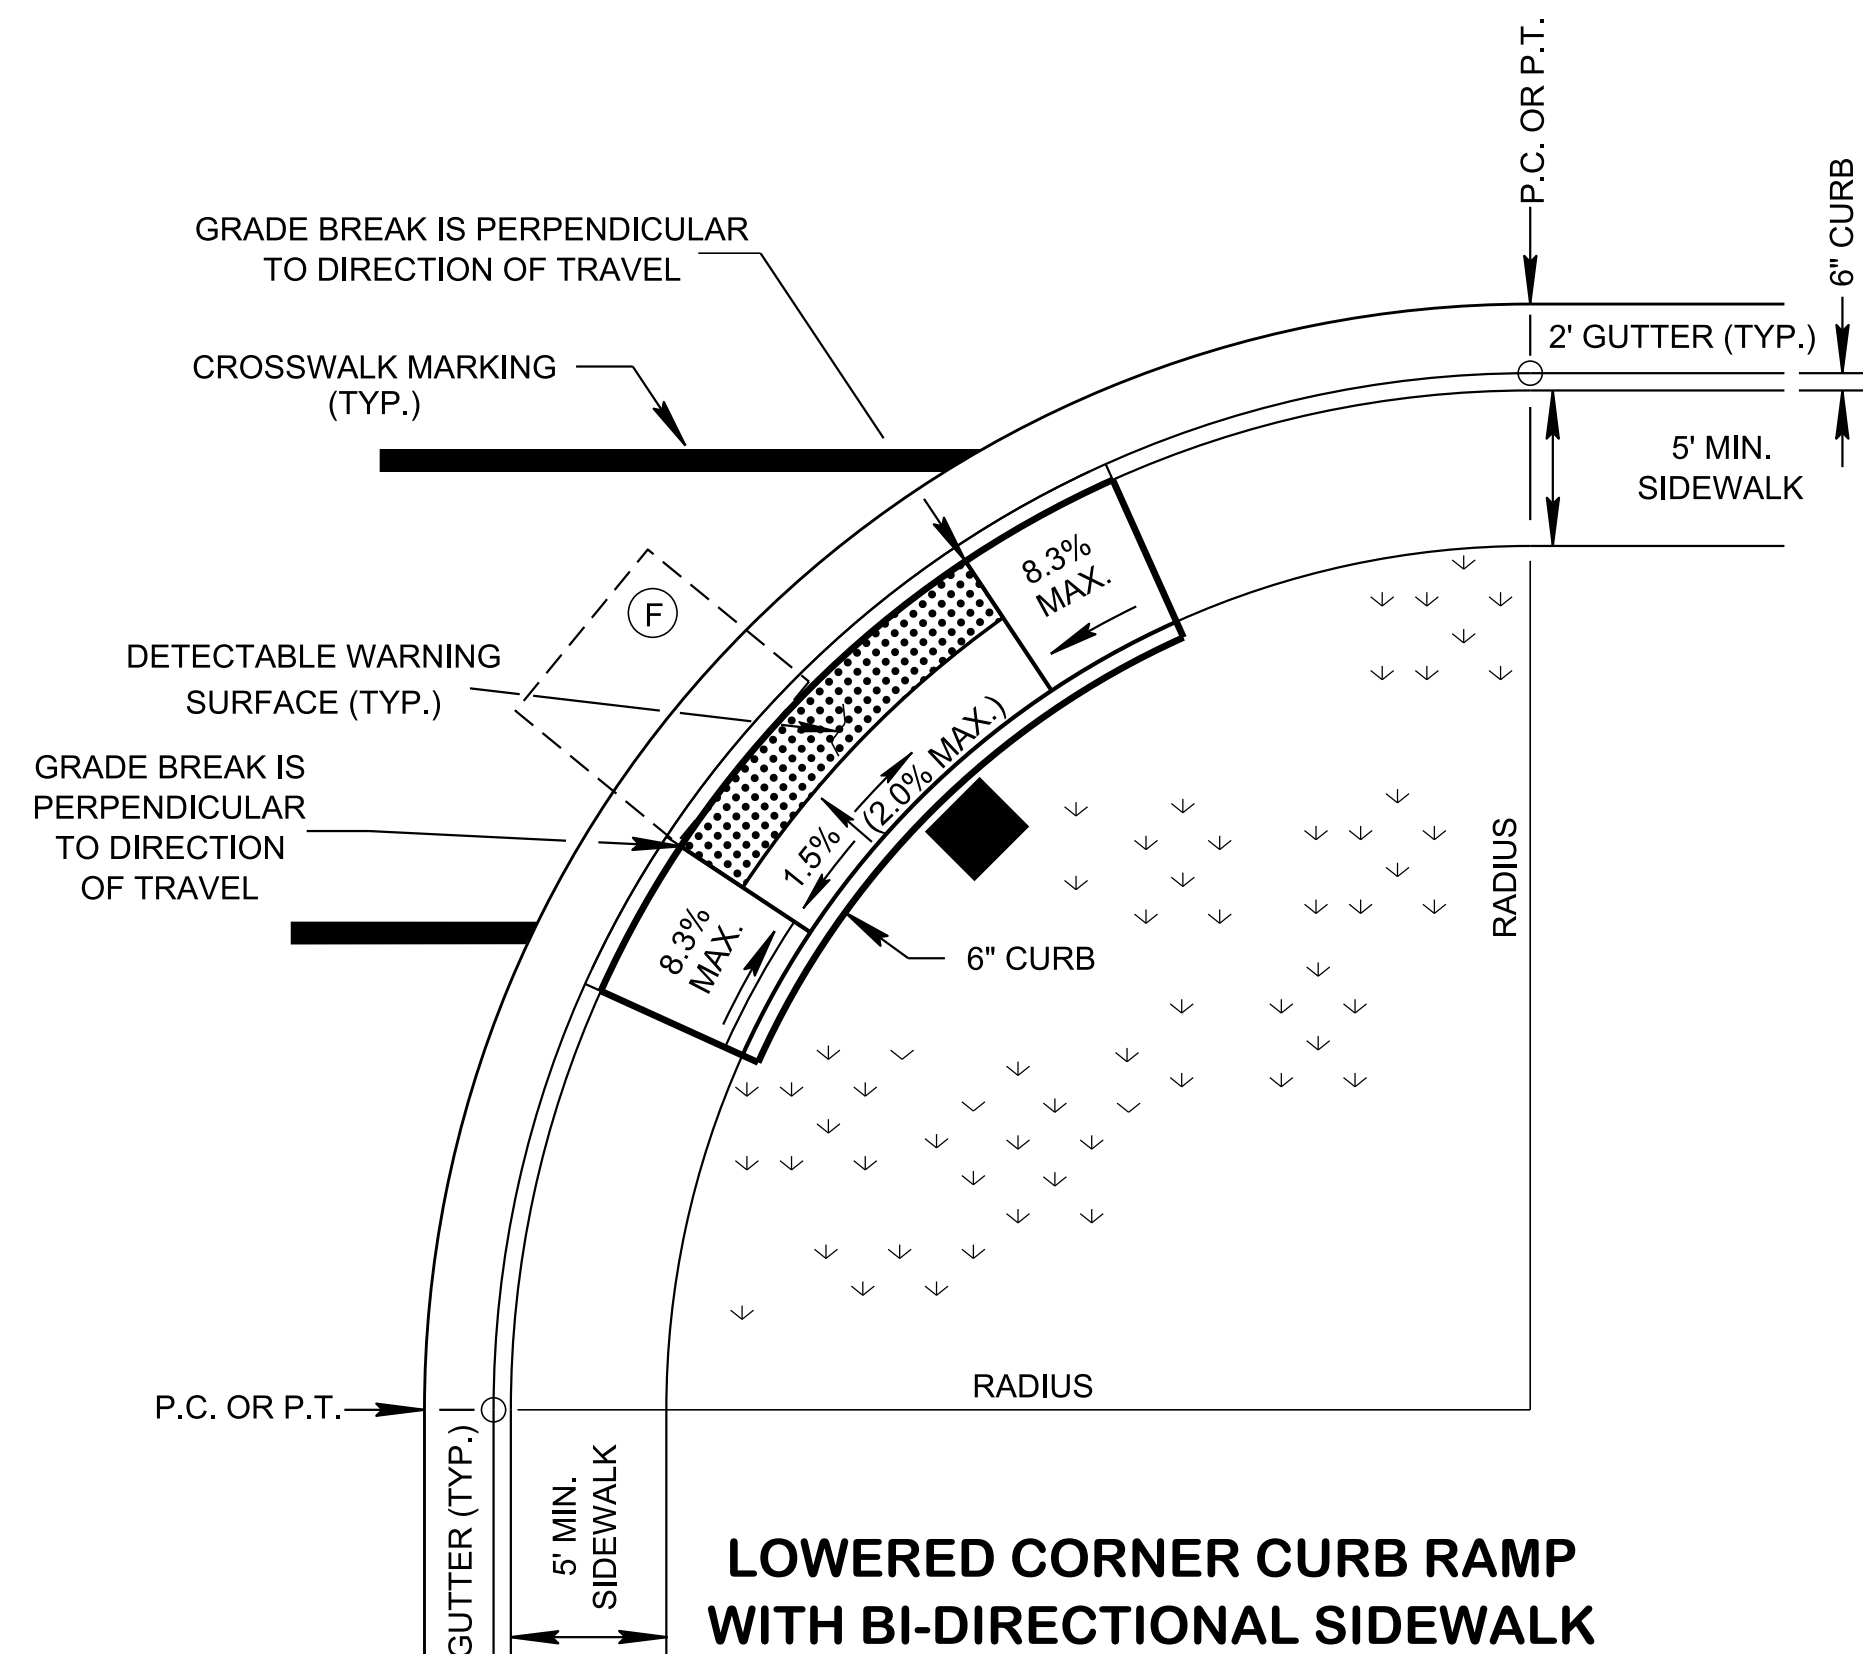 P.C. OR P.T.
6" CURB
GRADE BREAK IS PERPENDICULAR
TO DIRECTION OF TRAVEL
2' GUTTER (TYP.)
CROSSWALK MARKING
(TYP.)
5' MIN.
SIDEWALK
8.3%
MAX.
F
DETECTABLE WARNING
SURFACE (TYP.)
GRADE BREAK IS
PERPENDICULAR
TO DIRECTION
OF TRAVEL
1.5%
(2.0% MAX.)
8.3%
MAX.
6" CURB
RADIUS
RADIUS
P.C. OR P.T.
GUTTER (TYP.)
5' MIN.
SIDEWALK
LOWERED CORNER CURB RAMP
WITH BI-DIRECTIONAL SIDEWALK